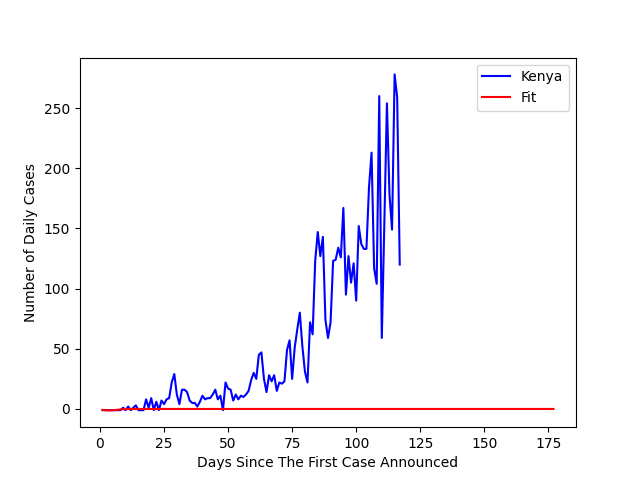 Kenya
Fit
250
200
150
100
50
0
Number of Daily Cases
0 25 50 75 100 125 150 175
Days Since The First Case Announced